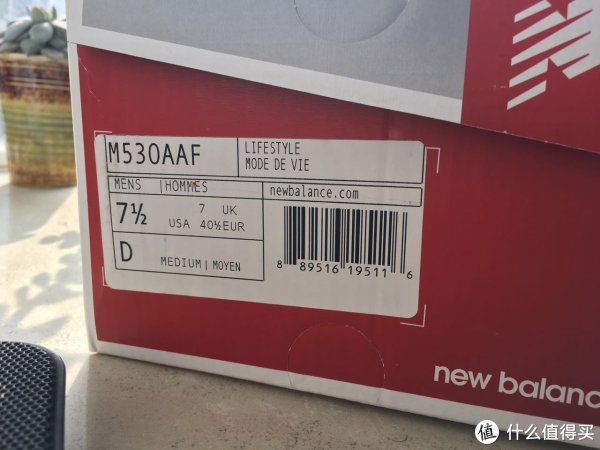 M530AAF
LIFESTYLE
MODE DE VIE
MENS | HOMMES
newbalance.com
7½
7 UK
USA 40½EUR
D
MEDIUM | MOYEN
8 89516 19511 6
new balanc
值 什么值得买